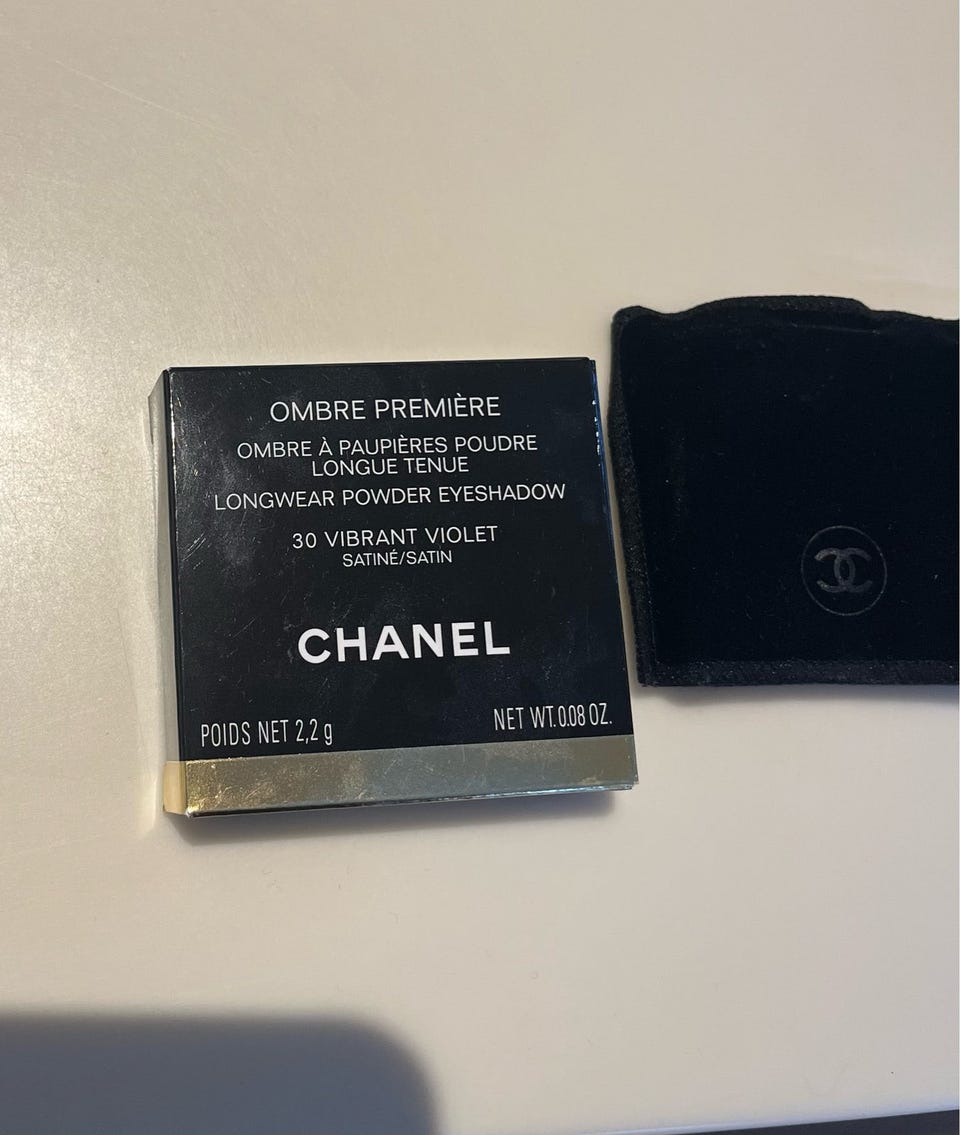 OMBRE PREMIÈRE
OMBRE À PAUPIÈRES POUDRE
LONGUE TENUE
LONGWEAR POWDER EYESHADOW
30 VIBRANT VIOLET
SATINÉ/SATIN
CHANEL
POIDS NET 2,2 g
NET WT.0.08 OZ.